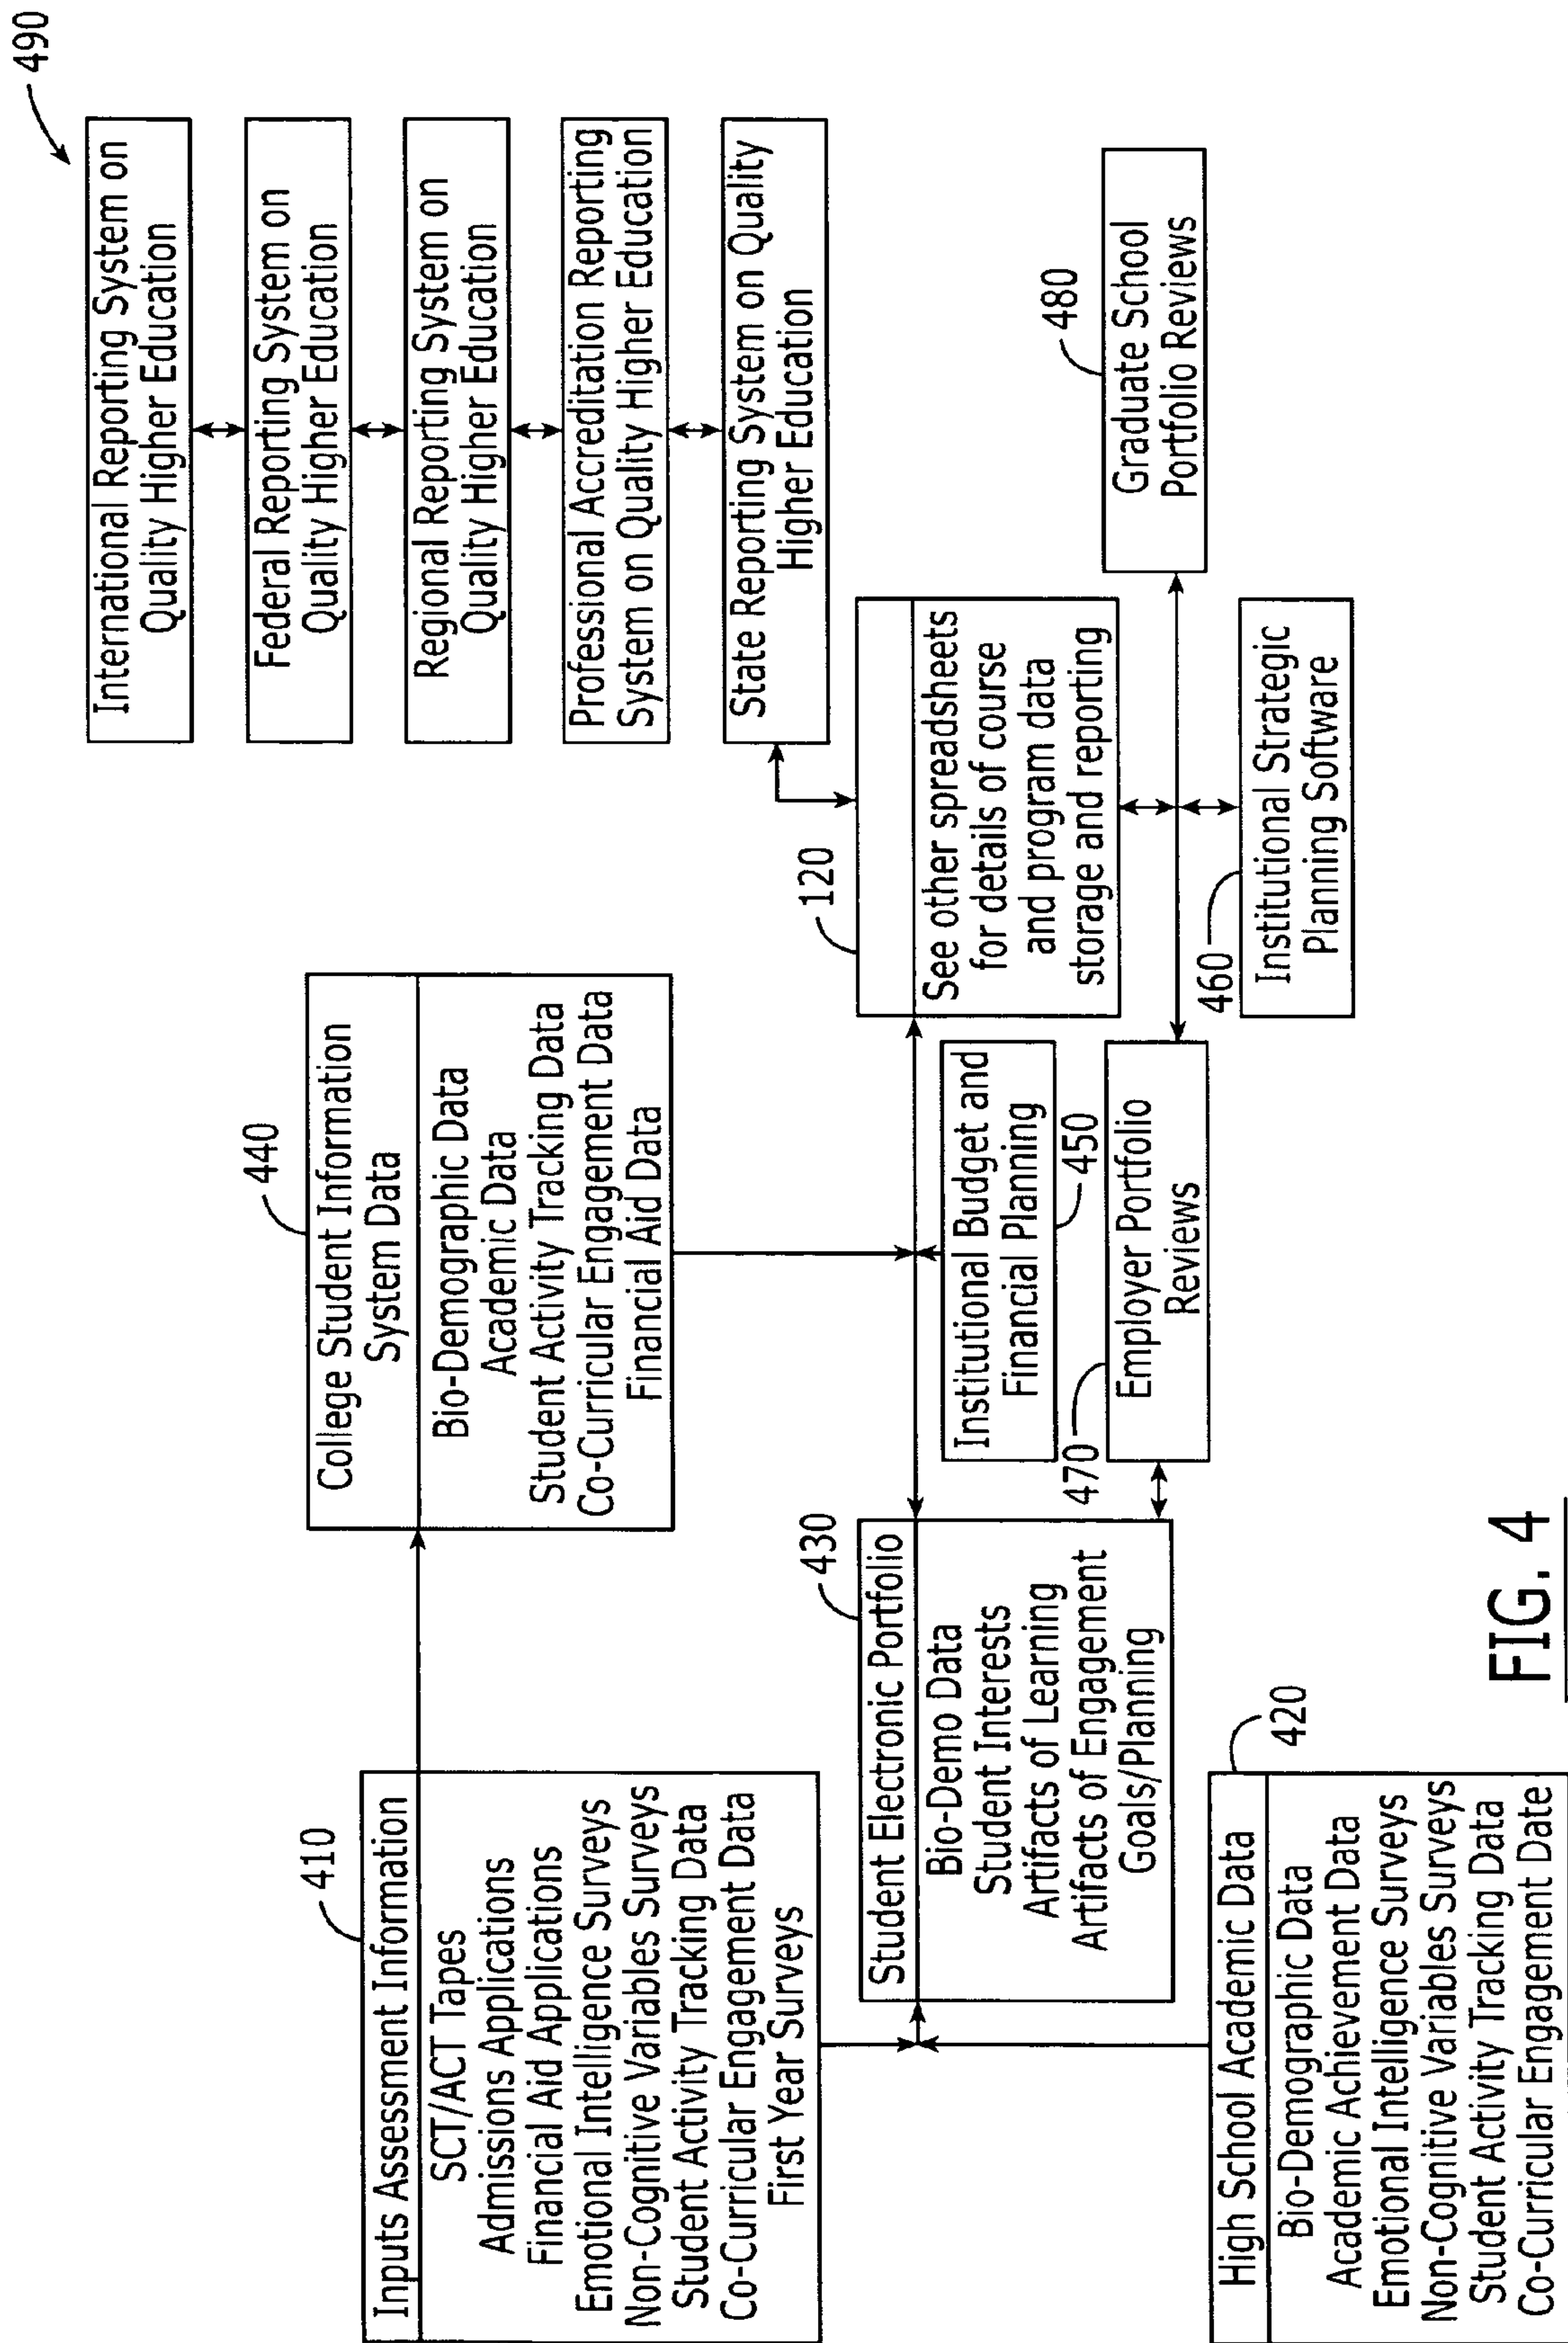 490
International Reporting System on
Quality Higher Education
Federal Reporting System on
Quality Higher Education
Regional Reporting System on
Quality Higher Education
Professional Accreditation Reporting
System on Quality Higher Education
State Reporting System on Quality
Higher Education
440
College Student Information
System Data
Bio-Demographic Data
Academic Data
Student Activity Tracking Data
Co-Curricular Engagement Data
Financial Aid Data
410
Inputs Assessment Information
SCT/ACT Tapes
Admissions Applications
Financial Aid Applications
Emotional Intelligence Surveys
Non-Cognitive Variables Surveys
Student Activity Tracking Data
Co-Curricular Engagement Data
First Year Surveys
430
Student Electronic Portfolio
Bio-Demo Data
Student Interests
Artifacts of Learning
Artifacts of Engagement
Goals/Planning
120
See other spreadsheets
for details of course
and program data
storage and reporting
Institutional Budget and
Financial Planning
450
470
Employer Portfolio
Reviews
480
Graduate School
Portfolio Reviews
460
Institutional Strategic
Planning Software
420
High School Academic Data
Bio-Demographic Data
Academic Achievement Data
Emotional Intelligence Surveys
Non-Cognitive Variables Surveys
Student Activity Tracking Data
Co-Curricular Engagement Date
FIG. 4